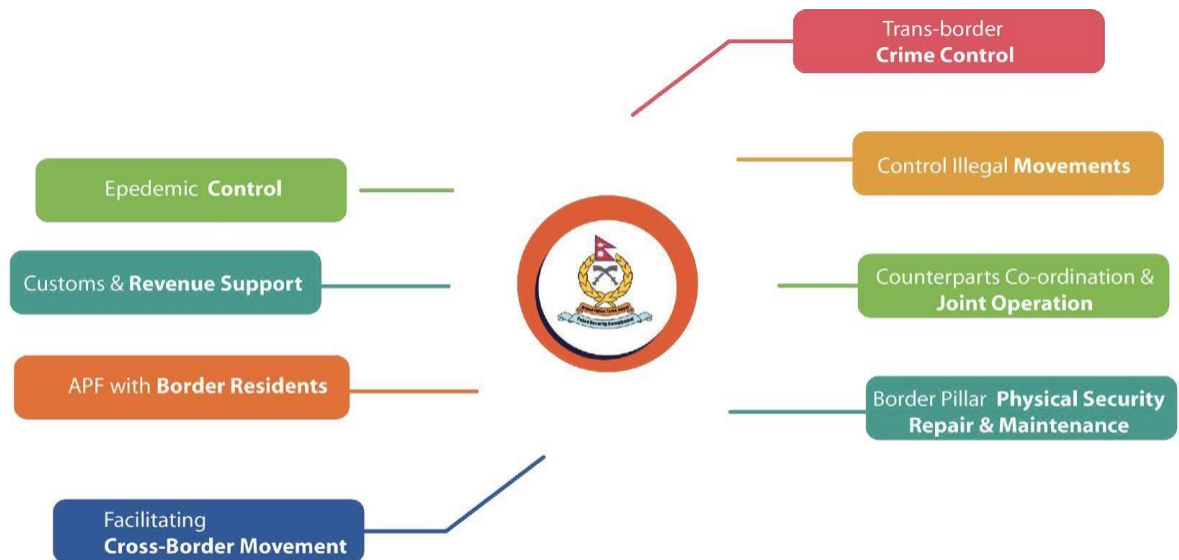 Trans-border
Crime Control
Control Illegal Movements
Counterparts Co-ordination &
Joint Operation
Border Pillar Physical Security
Repair & Maintenance
Epedemic Control
Customs & Revenue Support
APF with Border Residents
Facilitating
Cross-Border Movement